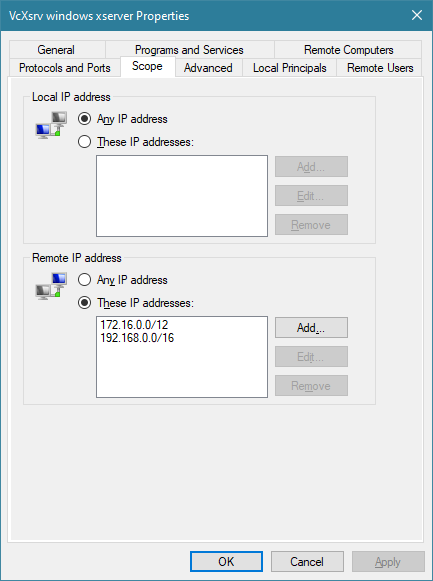 VcXsrv windows xserver Properties
General
Programs and Services
Remote Computers
Protocols and Ports
Scope
Advanced
Local Principals
Remote Users
Local IP address
Any IP address
These IP addresses:
Add...
Edit...
Remove
Remote IP address
Any IP address
These IP addresses:
172.16.0.0/12
192.168.0.0/16
Add...
Edit...
Remove
OK
Cancel
Apply